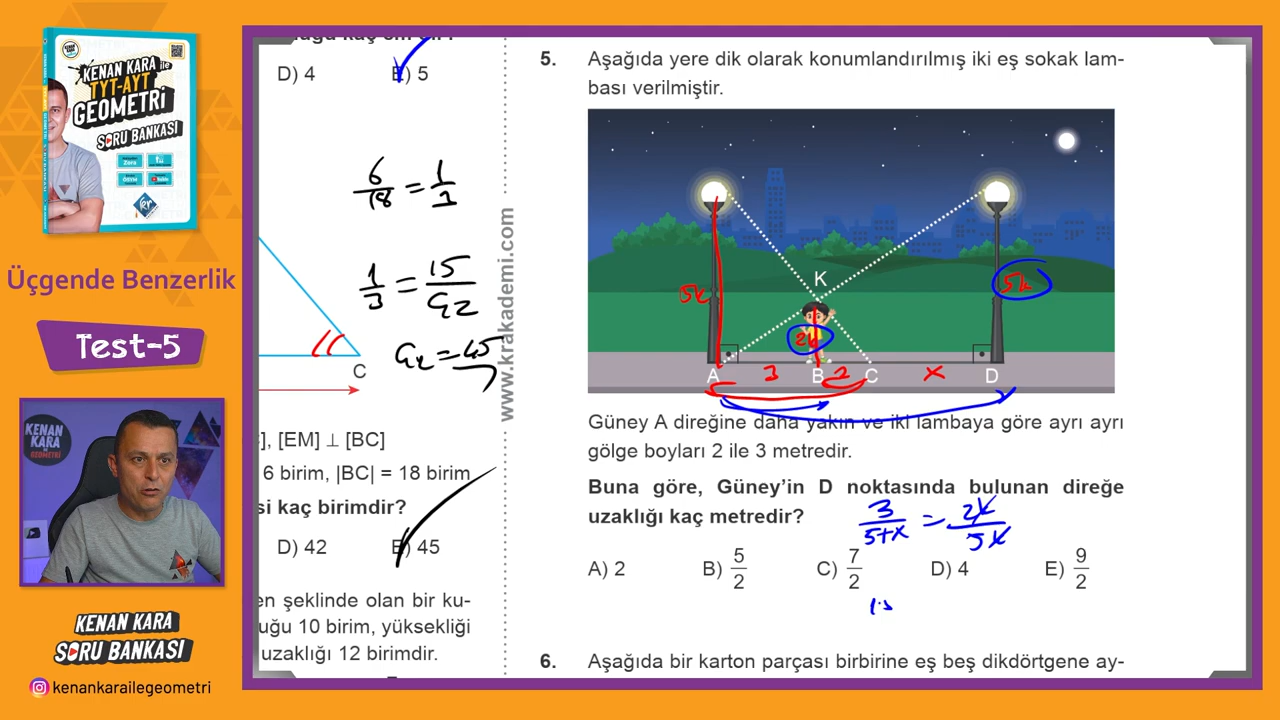 KENAN KARA ile
TYT-AYT
GEOMETRİ
SORU BANKASI
Üçgende Benzerlik
Test-5
KENAN KARA
SORU BANKASI
kenankarailegeometri
D) 4
E) 5
6/18 = 1/3
1/3 = 15/GZ
GZ = 45
C
], [EM] ⊥ [BC]
6 birim, |BC| = 18 birim
si kaç birimdir?
D) 42
E) 45
en şeklinde olan bir ku-
uğu 10 birim, yüksekliği
uzaklığı 12 birimdir.
www.krakademi.com
5. Aşağıda yere dik olarak konumlandırılmış iki eş sokak lam-
bası verilmiştir.
K
5k
2k
5k
A 3 B 2 C x D
Güney A direğine daha yakın ve iki lambaya göre ayrı ayrı
gölge boyları 2 ile 3 metredir.
Buna göre, Güney'in D noktasında bulunan direğe
uzaklığı kaç metredir?
3/5+x = 2k/5k
A) 2 B) 5/2 C) 7/2 D) 4 E) 9/2
6. Aşağıda bir karton parçası birbirine eş beş dikdörtgene ay-